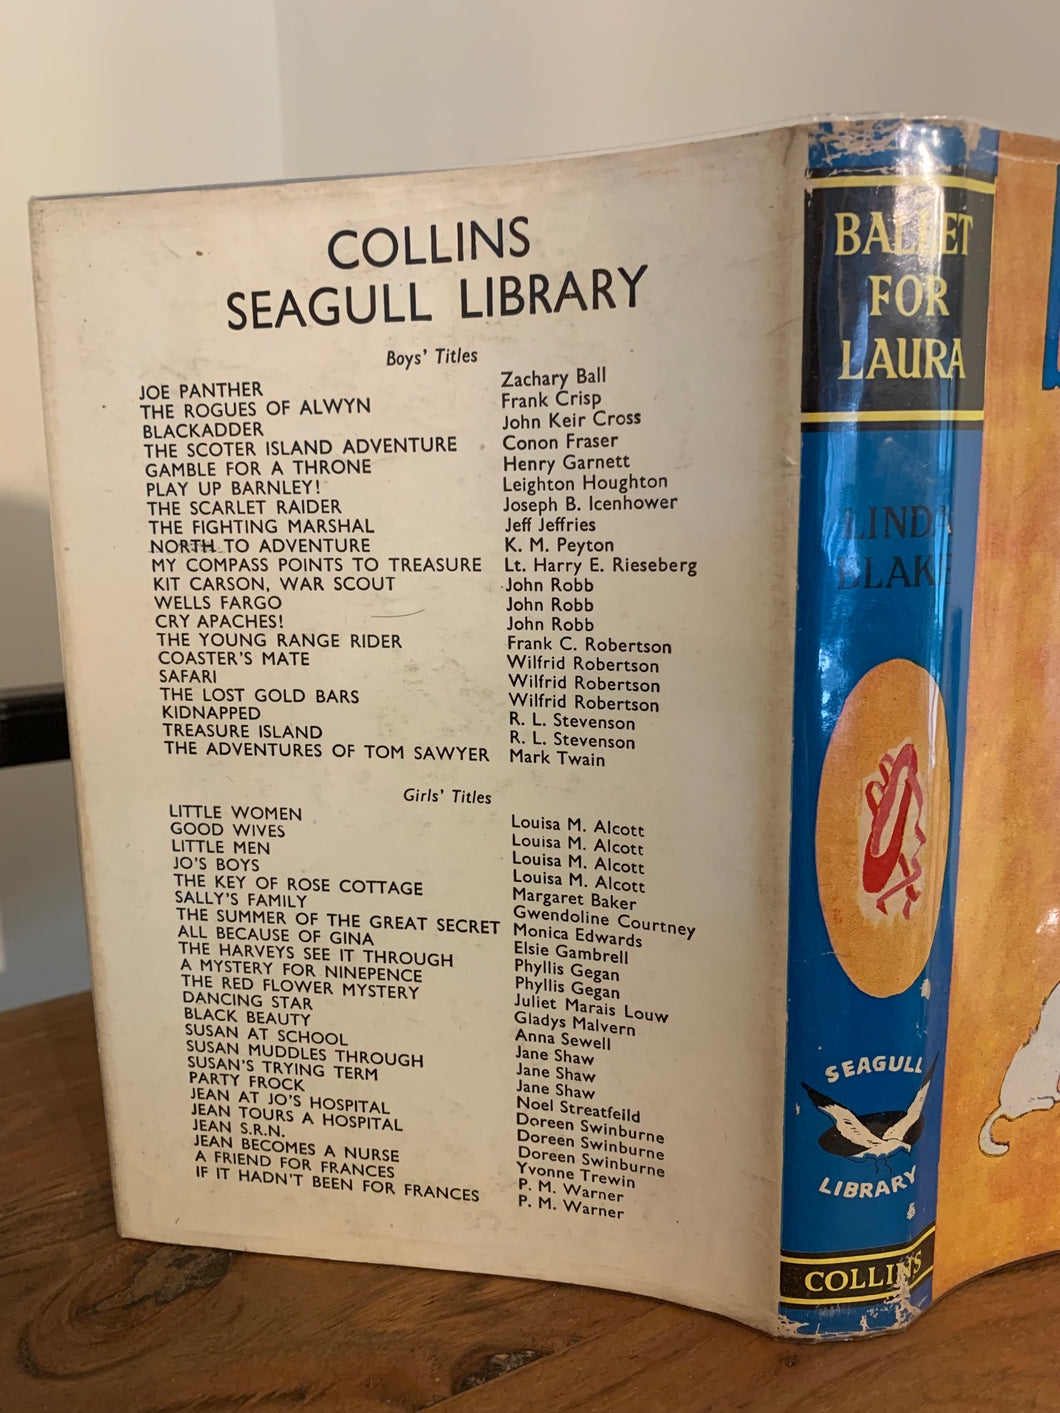 COLLINS
SEAGULL LIBRARY
Boys' Titles
JOE PANTHER Zachary Ball
THE ROGUES OF ALWYN Frank Crisp
BLACKADDER John Keir Cross
THE SCOTER ISLAND ADVENTURE Conon Fraser
GAMBLE FOR A THRONE Henry Garnett
PLAY UP BARNLEY! Leighton Houghton
THE SCARLET RAIDER Joseph B. Icenhower
THE FIGHTING MARSHAL Jeff Jeffries
NORTH TO ADVENTURE K. M. Peyton
MY COMPASS POINTS TO TREASURE Lt. Harry E. Rieseberg
KIT CARSON, WAR SCOUT John Robb
WELLS FARGO John Robb
CRY APACHES! John Robb
THE YOUNG RANGE RIDER Frank C. Robertson
COASTER'S MATE Wilfrid Robertson
SAFARI Wilfrid Robertson
THE LOST GOLD BARS Wilfrid Robertson
KIDNAPPED R. L. Stevenson
TREASURE ISLAND R. L. Stevenson
THE ADVENTURES OF TOM SAWYER Mark Twain
Girls' Titles
LITTLE WOMEN Louisa M. Alcott
GOOD WIVES Louisa M. Alcott
LITTLE MEN Louisa M. Alcott
JO'S BOYS Louisa M. Alcott
THE KEY OF ROSE COTTAGE Margaret Baker
SALLY'S FAMILY Gwendoline Courtney
THE SUMMER OF THE GREAT SECRET Monica Edwards
ALL BECAUSE OF GINA Elsie Gambrell
THE HARVEYS SEE IT THROUGH Phyllis Gegan
A MYSTERY FOR NINEPENCE Phyllis Gegan
THE RED FLOWER MYSTERY Juliet Marais Louw
DANCING STAR Gladys Malvern
BLACK BEAUTY Anna Sewell
SUSAN AT SCHOOL Jane Shaw
SUSAN MUDDLES THROUGH Jane Shaw
SUSAN'S TRYING TERM Jane Shaw
PARTY FROCK Noel Streatfeild
JEAN AT JO'S HOSPITAL Doreen Swinburne
JEAN TOURS A HOSPITAL Doreen Swinburne
JEAN S.R.N. Doreen Swinburne
JEAN BECOMES A NURSE Yvonne Trewin
A FRIEND FOR FRANCES P. M. Warner
IF IT HADN'T BEEN FOR FRANCES P. M. Warner
BALLET
FOR
LAURA
LINDA
BLAKE
SEAGULL
LIBRARY
COLLINS